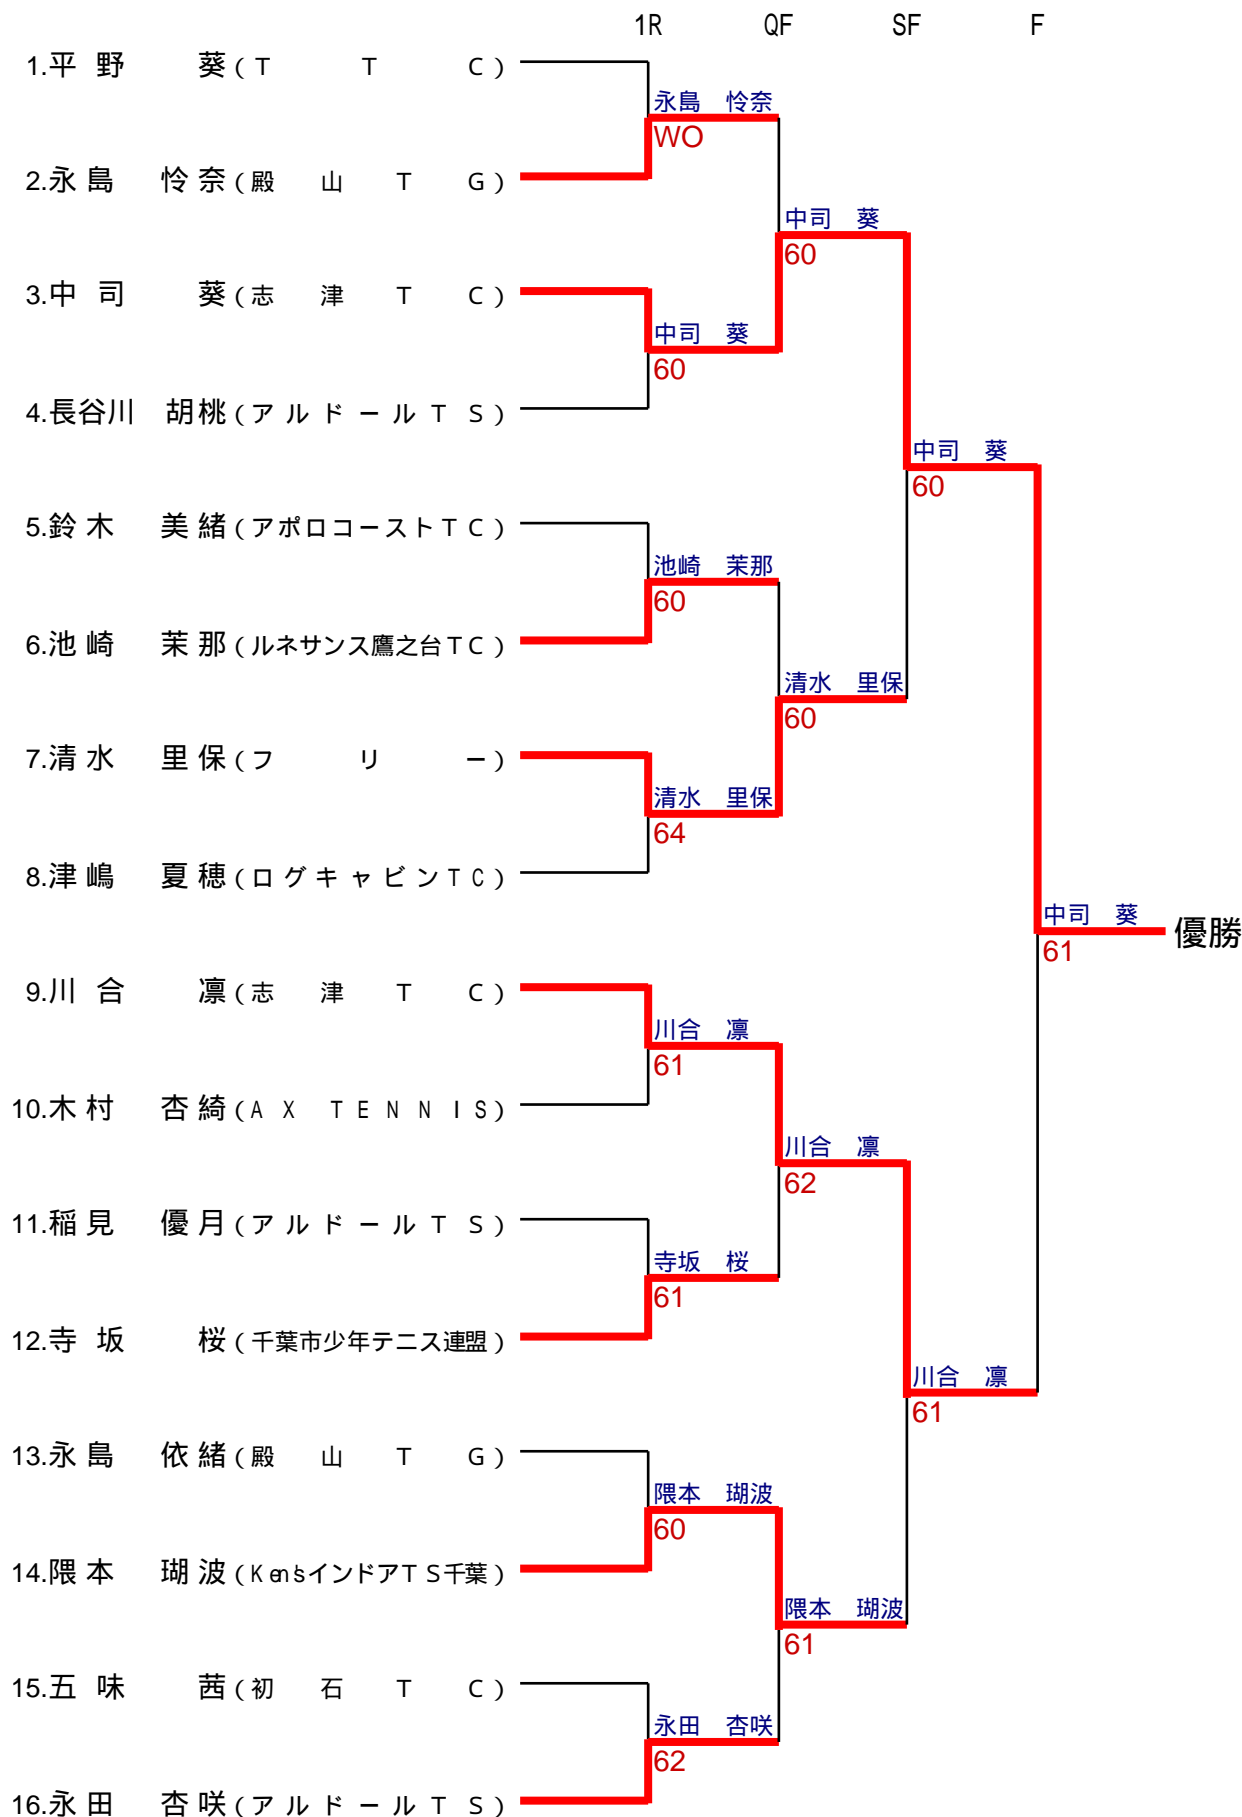 1R QF SF F
1.平野 葵(TTC)
永島 怜奈
WO
2.永島 怜奈(殿山TG)
中司 葵
60
3.中司 葵(志津TC)
中司 葵
60
4.長谷川 胡桃(アルドールTS)
中司 葵
60
5.鈴木 美緒(アポロコーストTC)
池崎 茉那
60
6.池崎 茉那(ルネサンス鷹之台TC)
清水 里保
60
7.清水 里保(フリー)
清水 里保
64
8.津嶋 夏穂(ログキャビンTC)
中司 葵
優勝
61
9.川合 凛(志津TC)
川合 凛
61
10.木村 杏綺(AX TENNIS)
川合 凛
62
11.稲見 優月(アルドールTS)
寺坂 桜
61
12.寺坂 桜(千葉市少年テニス連盟)
川合 凛
61
13.永島 依緒(殿山TG)
隈本 瑚波
60
14.隈本 瑚波(Ken'sインドアTS千葉)
隈本 瑚波
61
15.五味 茜(初石TC)
永田 杏咲
62
16.永田 杏咲(アルドールTS)